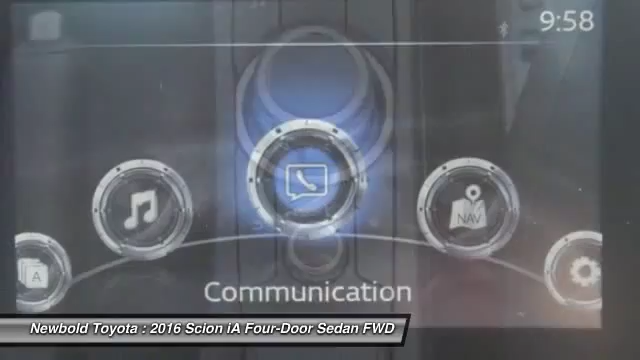 9:58
NAV
A
Communication
Newbold Toyota : 2016 Scion iA Four-Door Sedan FWD